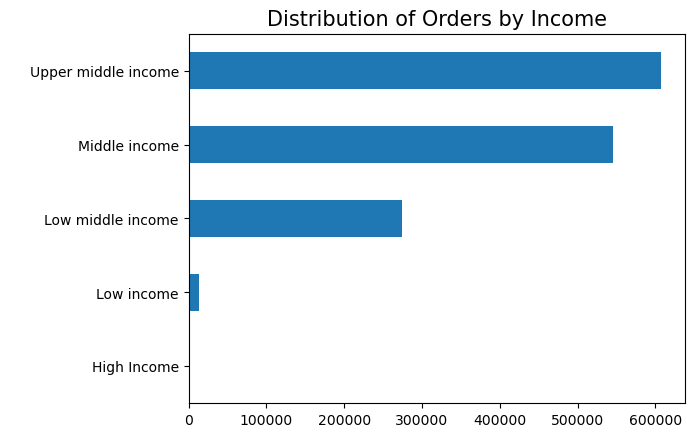 Distribution of Orders by Income
Upper middle income
Middle income
Low middle income
Low income
High Income
0 100000 200000 300000 400000 500000 600000